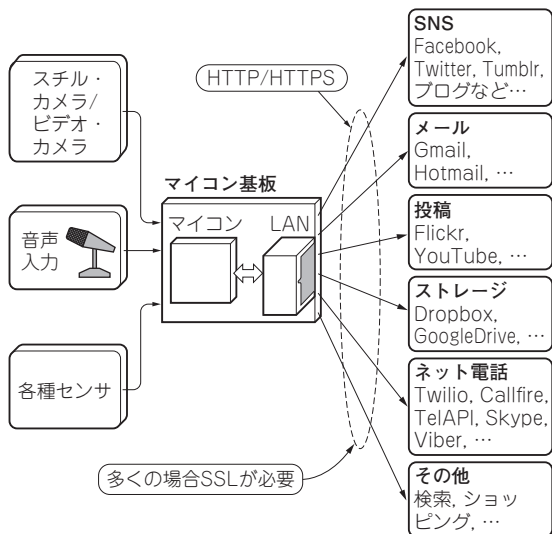 スチル・
カメラ/
ビデオ・
カメラ
音声
入力
各種センサ
HTTP/HTTPS
マイコン基板
マイコン
LAN
多くの場合SSLが必要
SNS
Facebook,
Twitter, Tumblr,
ブログなど…
メール
Gmail,
Hotmail, …
投稿
Flickr,
YouTube, …
ストレージ
Dropbox,
GoogleDrive, …
ネット電話
Twilio, Callfire,
TelAPI, Skype,
Viber, …
その他
検索, ショッ
ピング, …